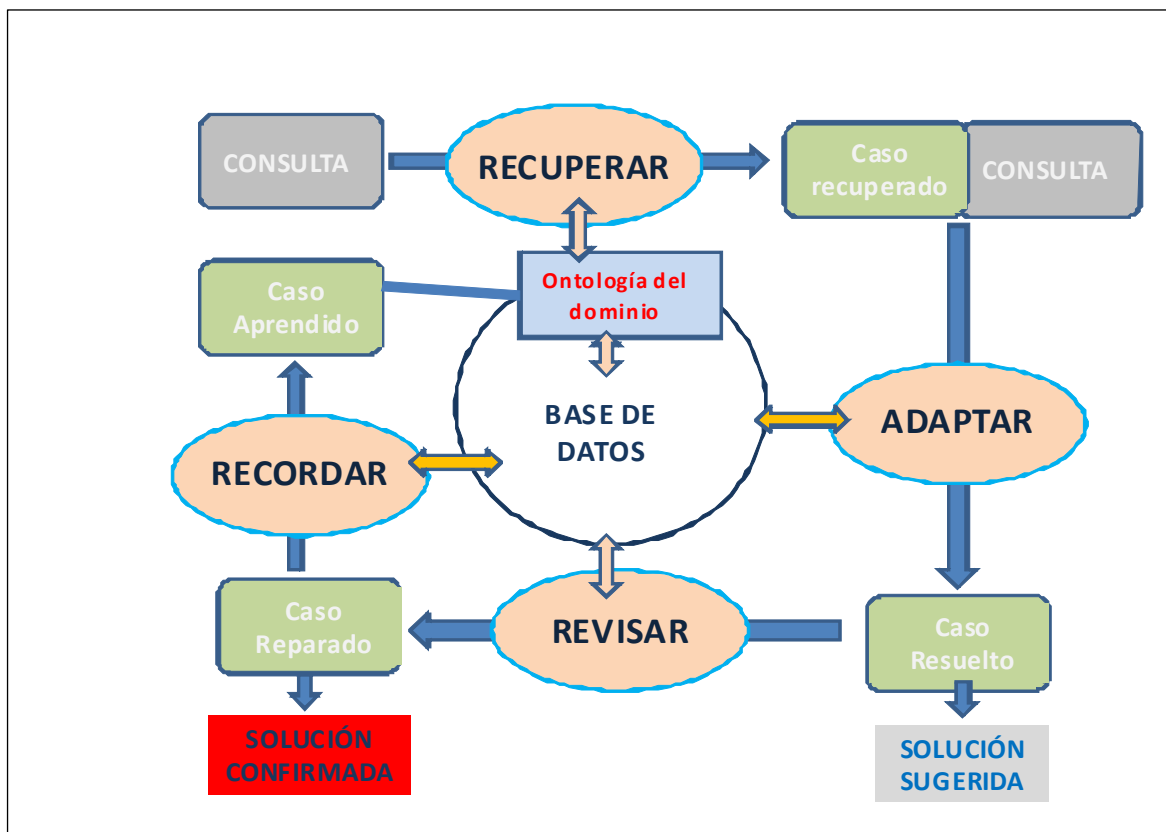 CONSULTA
RECUPERAR
Caso
recuperado
CONSULTA
Caso
Aprendido
Ontología del
dominio
BASE DE
DATOS
ADAPTAR
RECORDAR
Caso
Reparado
REVISAR
Caso
Resuelto
SOLUCIÓN
CONFIRMADA
SOLUCIÓN
SUGERIDA